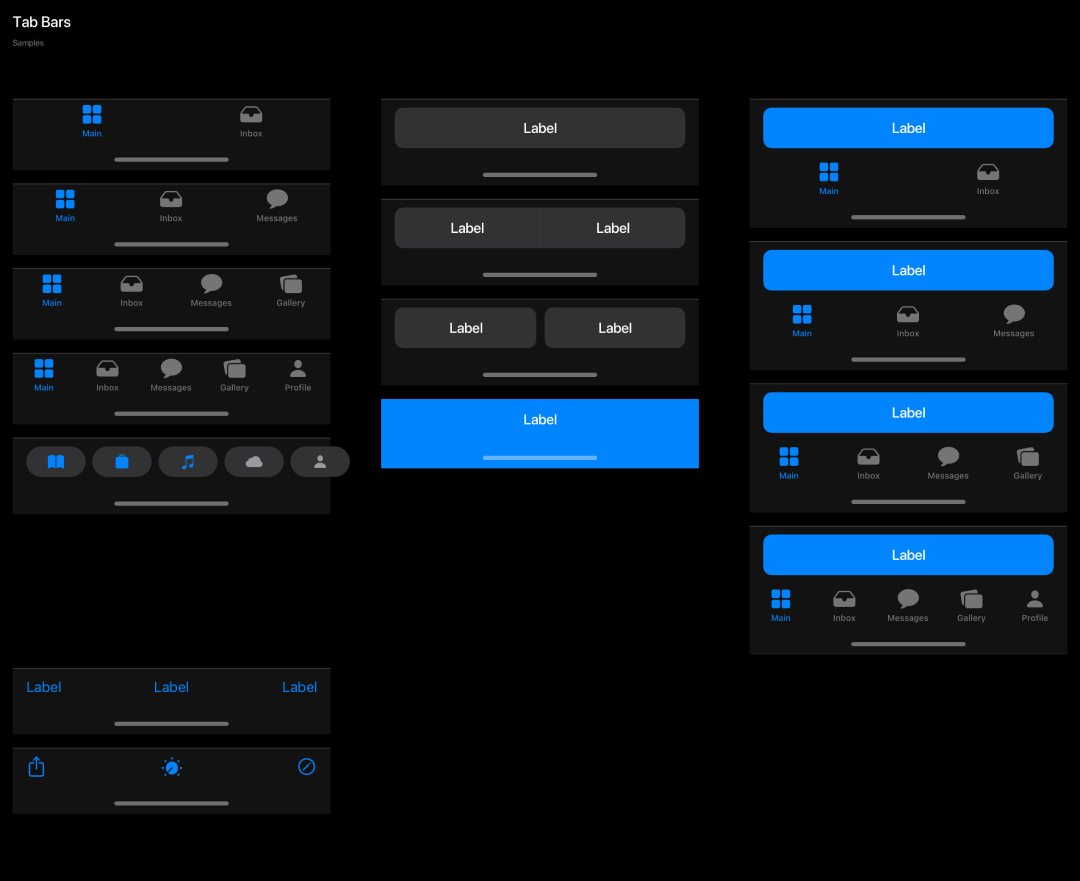 Tab Bars
Samples
Main Inbox
Main Inbox Messages
Main Inbox Messages Gallery
Main Inbox Messages Gallery Profile
Label Label Label
Label
Label Label
Label Label
Label
Label
Main Inbox
Label
Main Inbox Messages
Label
Main Inbox Messages Gallery
Label
Main Inbox Messages Gallery Profile